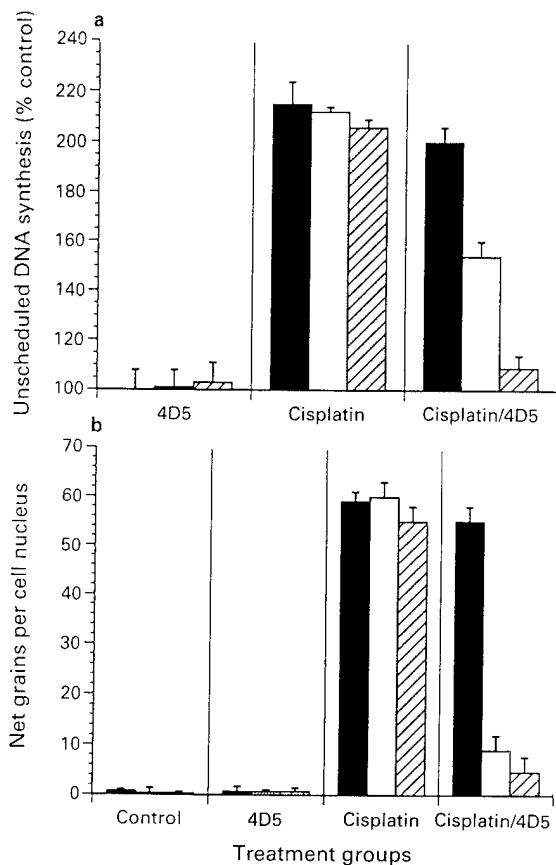 a
Unscheduled DNA synthesis (% control)
240
220
200
180
160
140
120
100
4D5
Cisplatin
Cisplatin/4D5
b
Net grains per cell nucleus
70
60
50
40
30
20
10
0
Control
4D5
Cisplatin
Cisplatin/4D5
Treatment groups